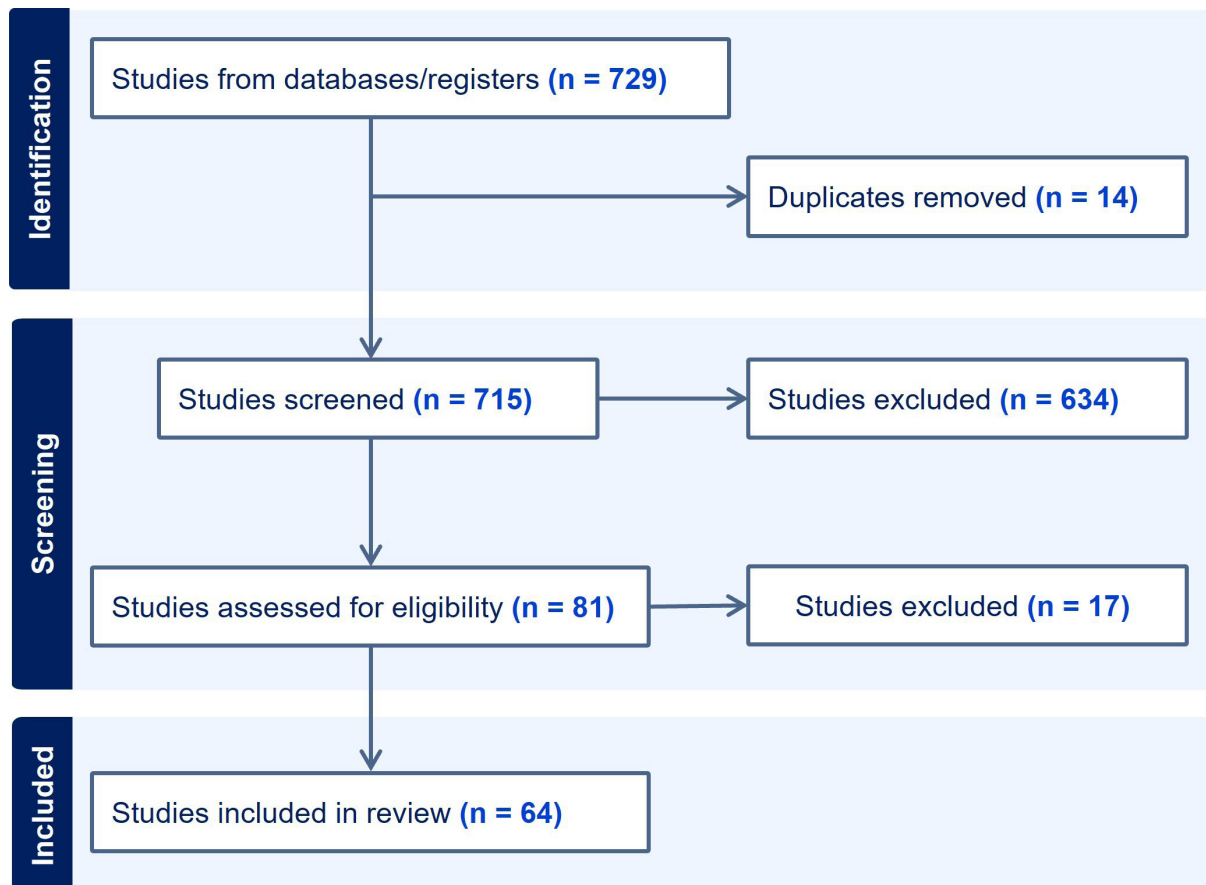 Identification
Studies from databases/registers (n = 729)
Duplicates removed (n = 14)
Screening
Studies screened (n = 715)
Studies excluded (n = 634)
Studies assessed for eligibility (n = 81)
Studies excluded (n = 17)
Included
Studies included in review (n = 64)